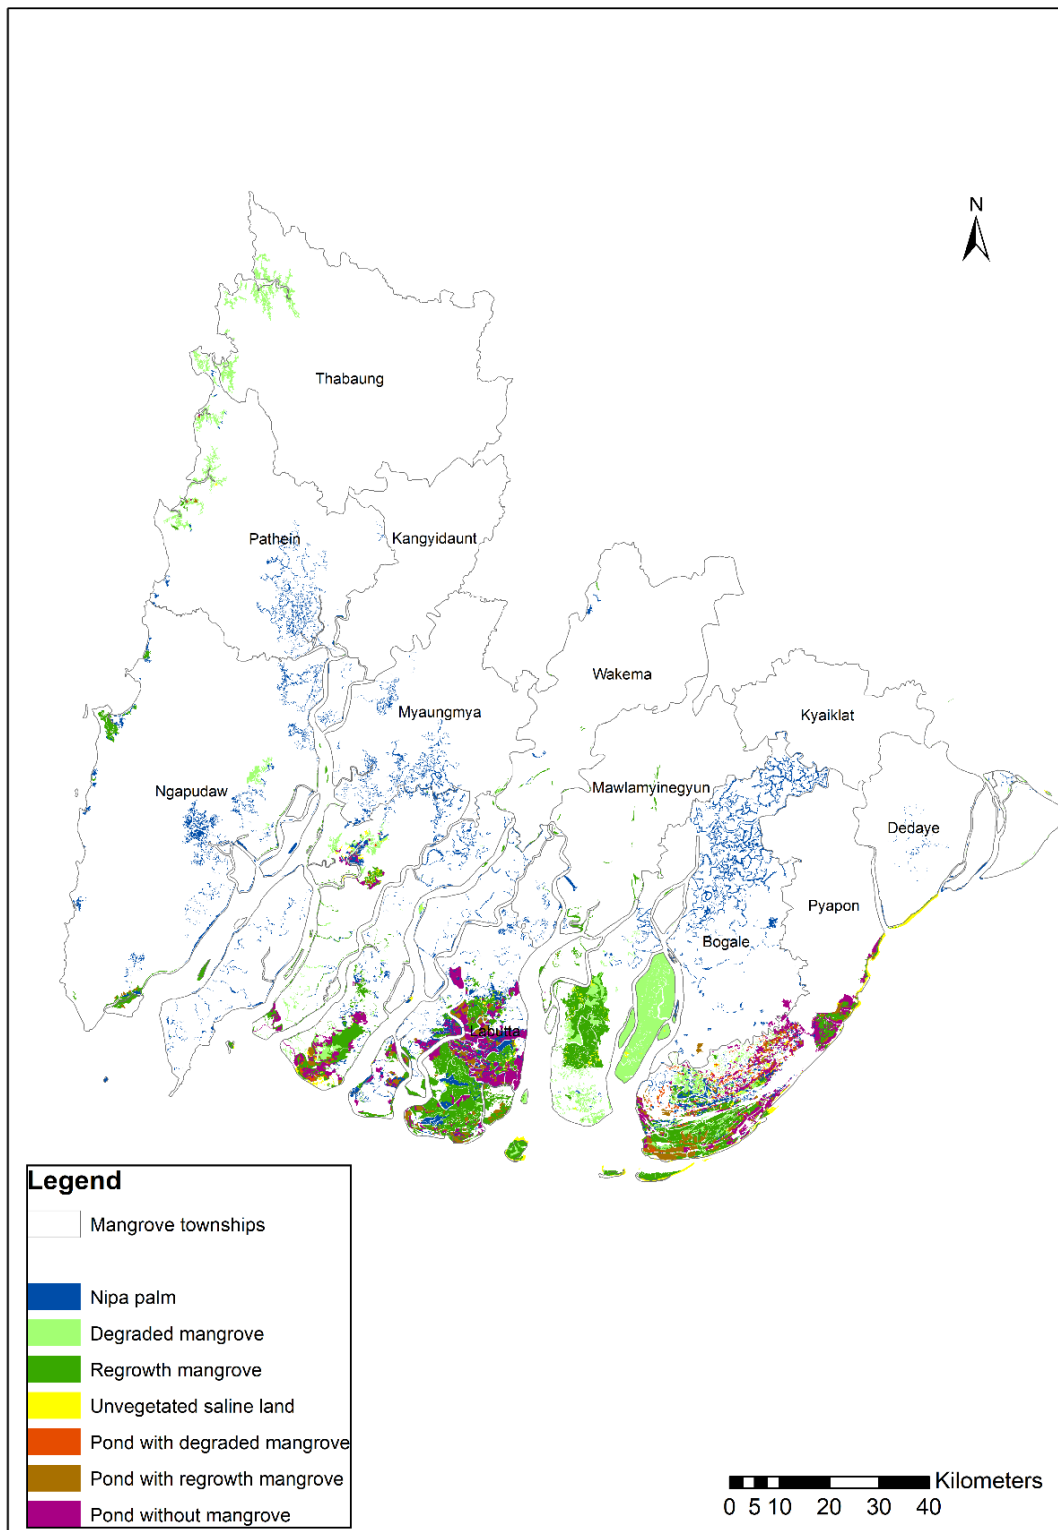 N
Thabaung
Pathein
Kangyidaunt
Wakema
Myaungmya
Kyaiklat
Ngapudaw
Mawlamyinegyun
Dedaye
Pyapon
Bogale
Labutta
Legend
Mangrove townships
Nipa palm
Degraded mangrove
Regrowth mangrove
Unvegetated saline land
Pond with degraded mangrove
Pond with regrowth mangrove
Pond without mangrove
Kilometers
0 5 10 20 30 40